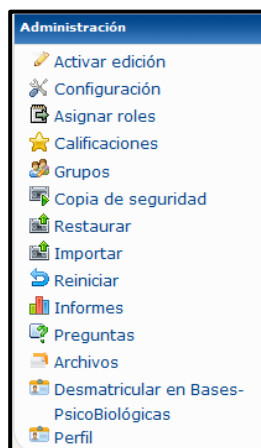 Administración
Activar edición
Configuración
Asignar roles
Calificaciones
Grupos
Copia de seguridad
Restaurar
Importar
Reiniciar
Informes
Preguntas
Archivos
Desmatricular en Bases-
PsicoBiológicas
Perfil